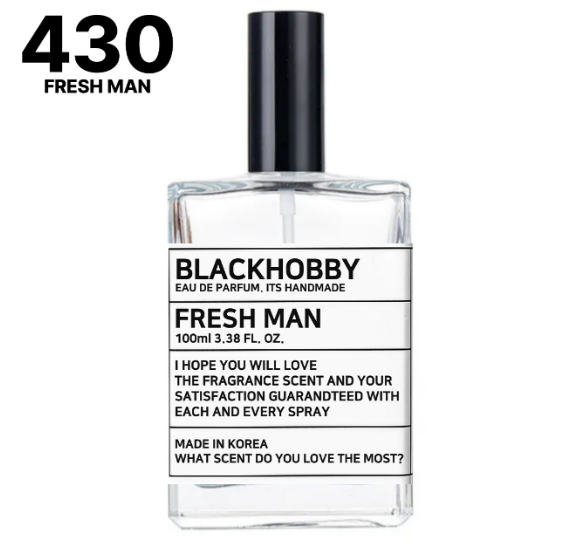 430
FRESH MAN
BLACKHOBBY
EAU DE PARFUM, ITS HANDMADE
FRESH MAN
100ml 3.38 FL. OZ.
I HOPE YOU WILL LOVE
THE FRAGRANCE SCENT AND YOUR
SATISFACTION GUARANDTEED WITH
EACH AND EVERY SPRAY
MADE IN KOREA
WHAT SCENT DO YOU LOVE THE MOST?